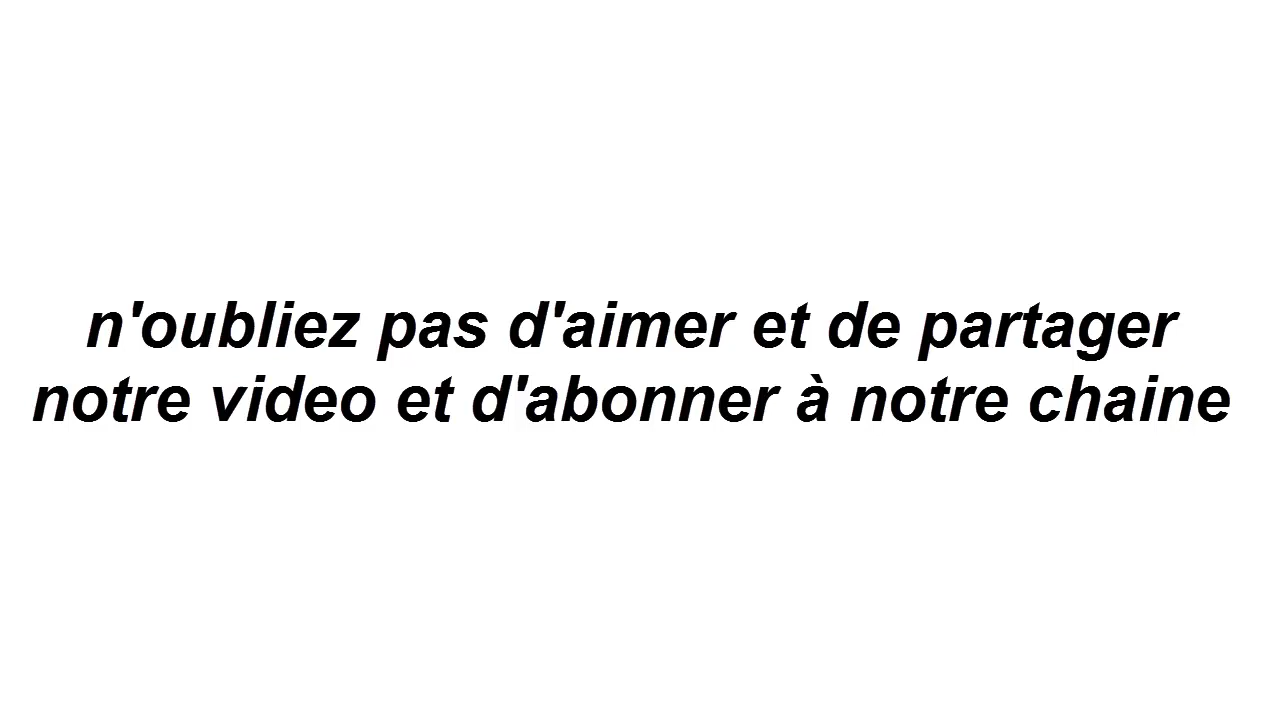 n'oubliez pas d'aimer et de partager
notre video et d'abonner à notre chaine